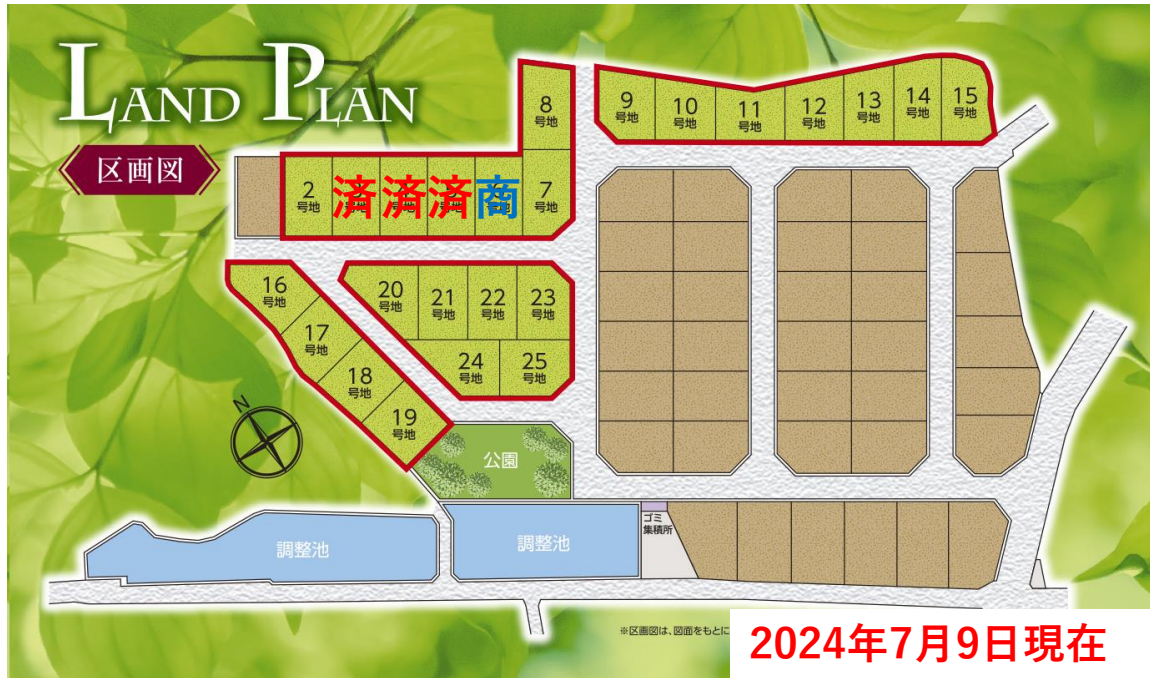 LAND PLAN
区画図
8
号地
9
号地
10
号地
11
号地
12
号地
13
号地
14
号地
15
号地
2
号地
済
済
済
商
7
号地
16
号地
17
号地
18
号地
19
号地
20
号地
21
号地
22
号地
23
号地
24
号地
25
号地
N
公園
調整池
調整池
ゴミ
集積所
※区画図は、図面をもとに
2024年7月9日現在